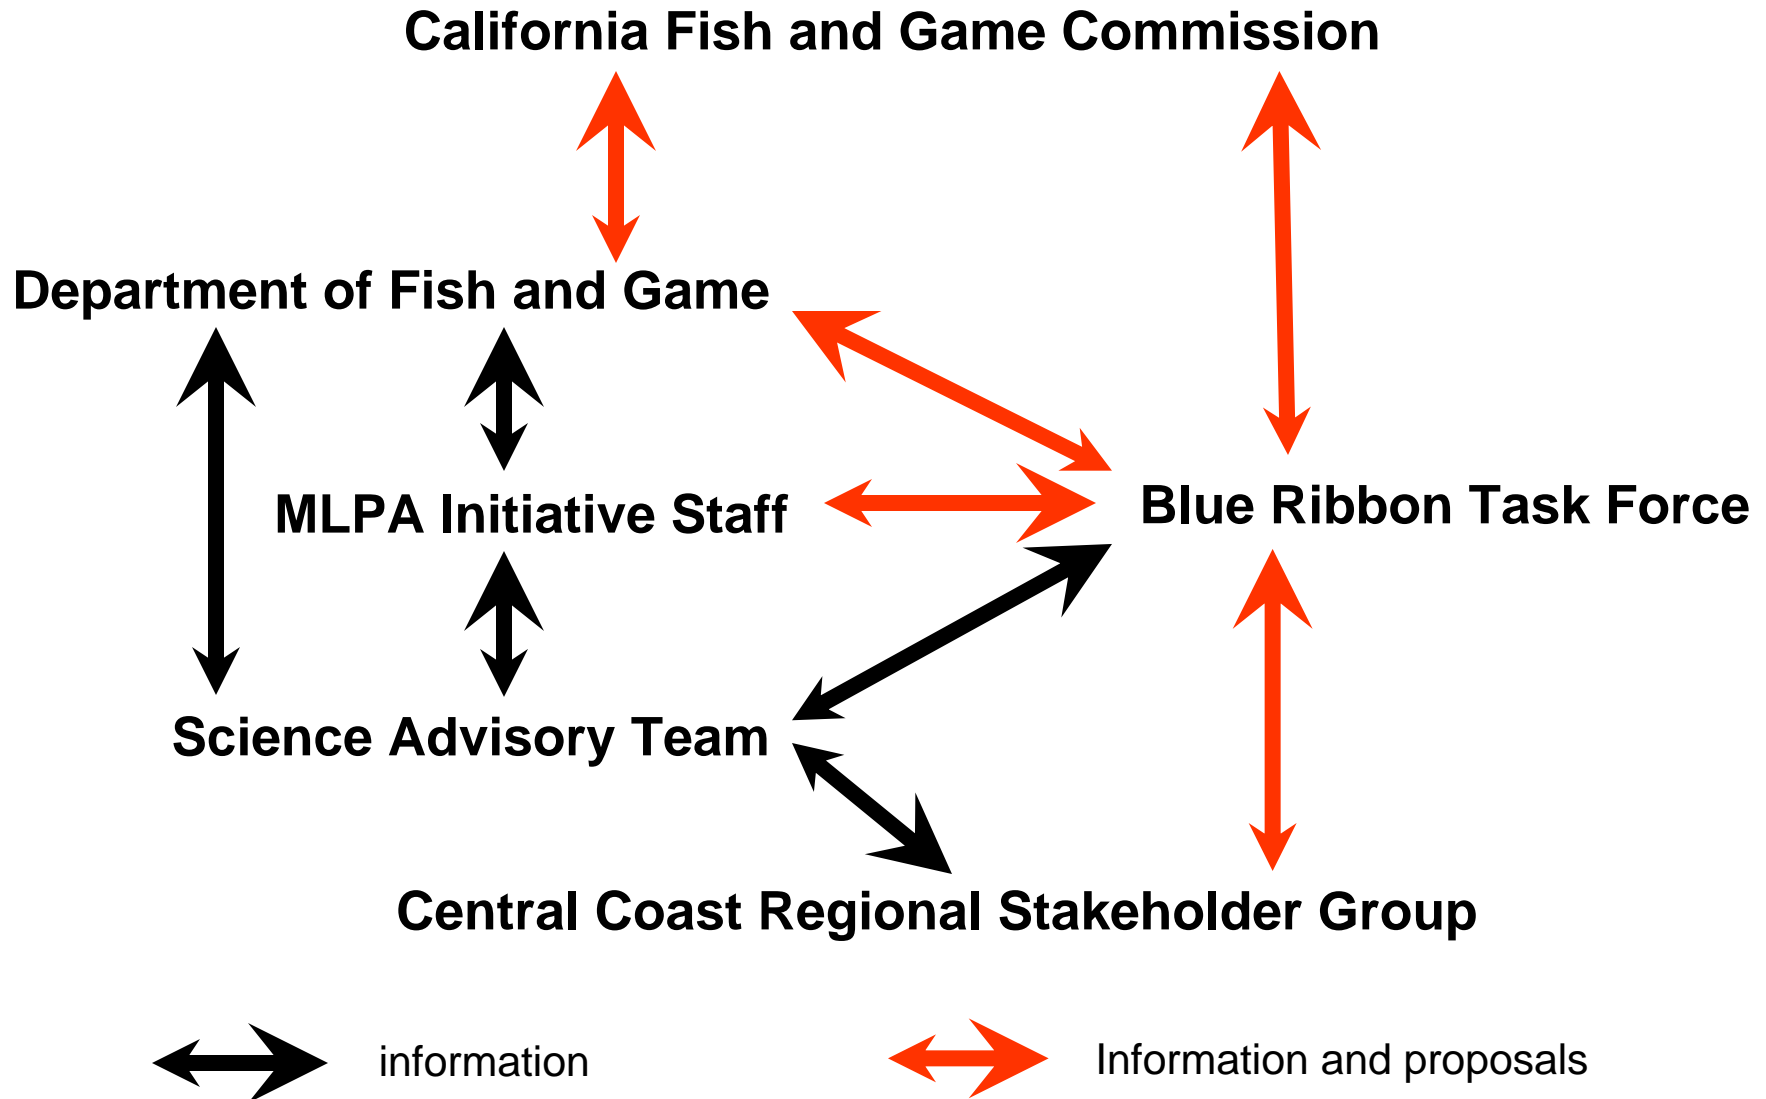 California Fish and Game Commission
Department of Fish and Game
MLPA Initiative Staff
Blue Ribbon Task Force
Science Advisory Team
Central Coast Regional Stakeholder Group
information
Information and proposals